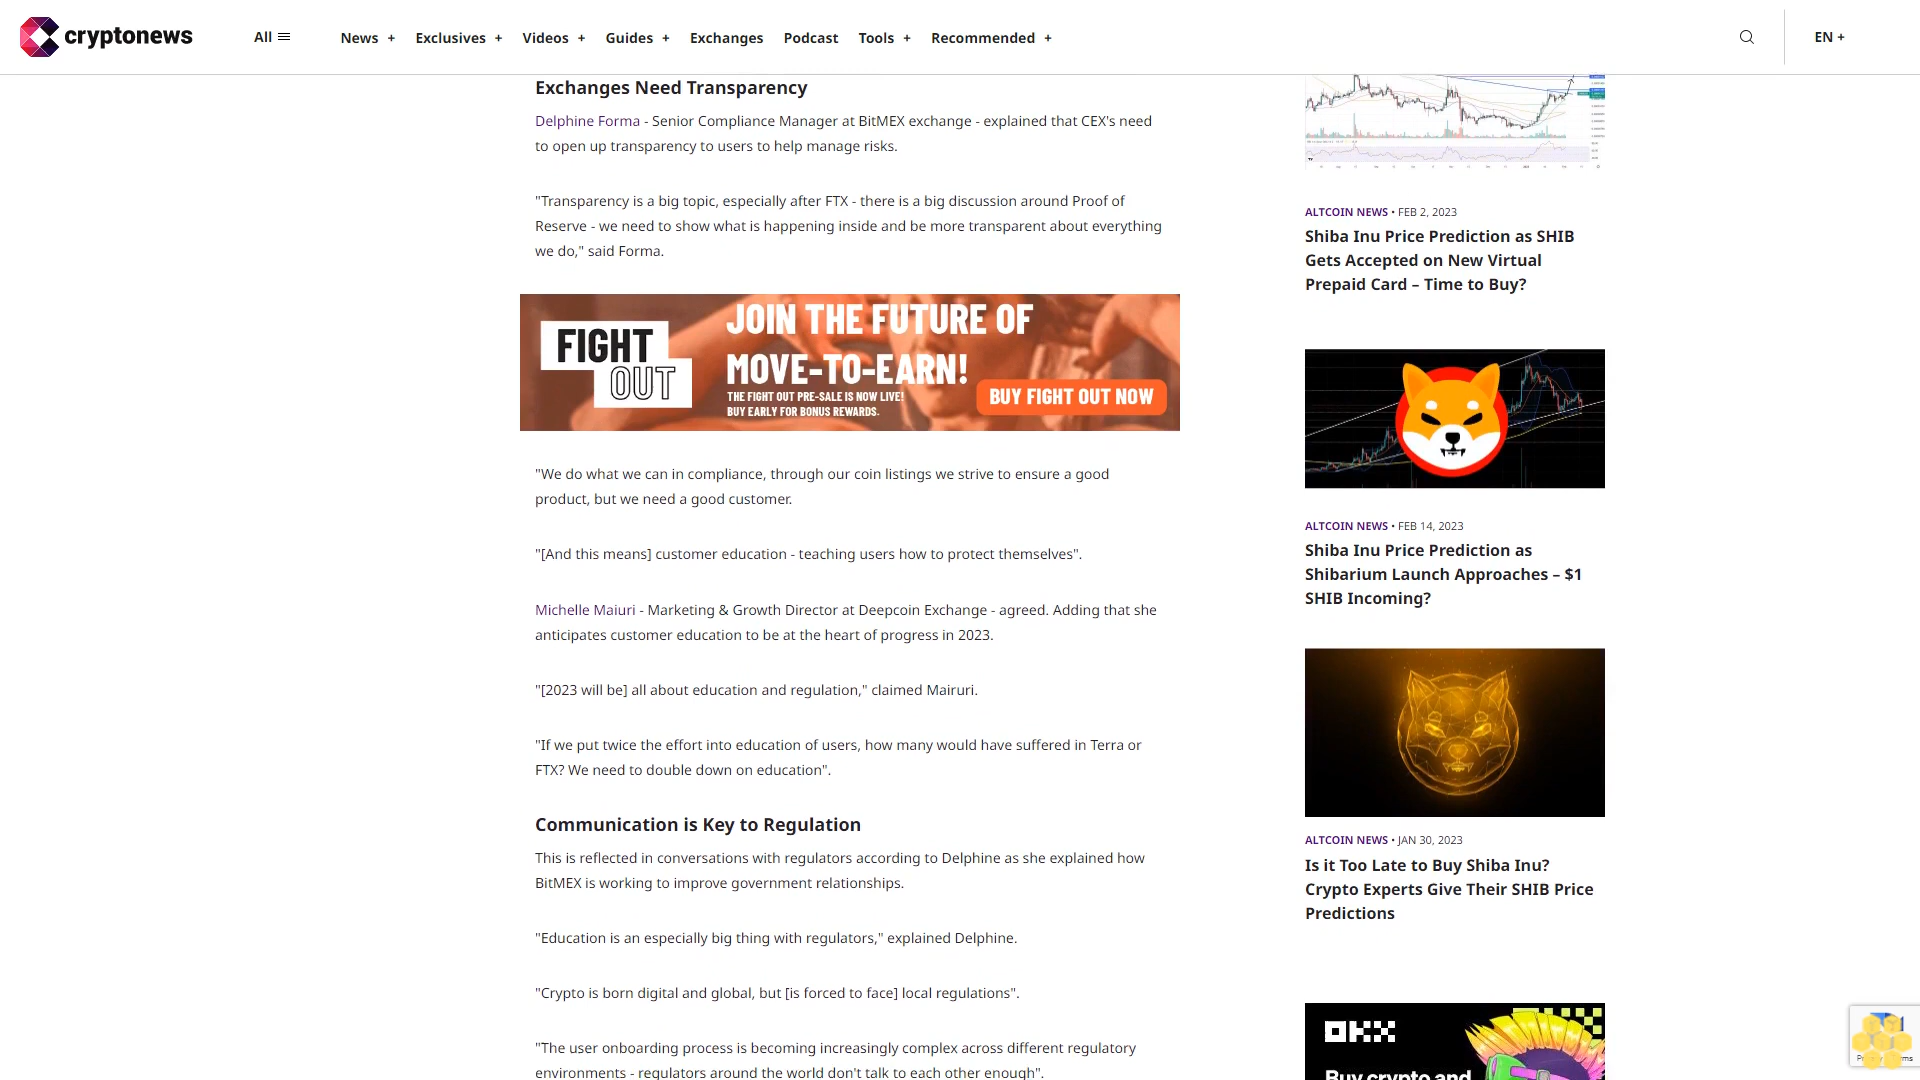 cryptonews
All
News +
Exclusives +
Videos +
Guides +
Exchanges
Podcast
Tools +
Recommended +
EN +
Exchanges Need Transparency
Delphine Forma - Senior Compliance Manager at BitMEX exchange - explained that CEX's need
to open up transparency to users to help manage risks.
"Transparency is a big topic, especially after FTX - there is a big discussion around Proof of
Reserve - we need to show what is happening inside and be more transparent about everything
we do," said Forma.
FIGHT
OUT
JOIN THE FUTURE OF
MOVE-TO-EARN!
THE FIGHT OUT PRE-SALE IS NOW LIVE!
BUY EARLY FOR BONUS REWARDS.
BUY FIGHT OUT NOW
"We do what we can in compliance, through our coin listings we strive to ensure a good
product, but we need a good customer.
"[And this means] customer education - teaching users how to protect themselves".
Michelle Maiuri - Marketing & Growth Director at Deepcoin Exchange - agreed. Adding that she
anticipates customer education to be at the heart of progress in 2023.
"[2023 will be] all about education and regulation," claimed Mairuri.
"If we put twice the effort into education of users, how many would have suffered in Terra or
FTX? We need to double down on education".
Communication is Key to Regulation
This is reflected in conversations with regulators according to Delphine as she explained how
BitMEX is working to improve government relationships.
"Education is an especially big thing with regulators," explained Delphine.
"Crypto is born digital and global, but [is forced to face] local regulations".
"The user onboarding process is becoming increasingly complex across different regulatory
environments - regulators around the world don't talk to each other enough".
ALTCOIN NEWS • FEB 2, 2023
Shiba Inu Price Prediction as SHIB
Gets Accepted on New Virtual
Prepaid Card – Time to Buy?
ALTCOIN NEWS • FEB 14, 2023
Shiba Inu Price Prediction as
Shibarium Launch Approaches – $1
SHIB Incoming?
ALTCOIN NEWS • JAN 30, 2023
Is it Too Late to Buy Shiba Inu?
Crypto Experts Give Their SHIB Price
Predictions
OKX
Buy crypto and